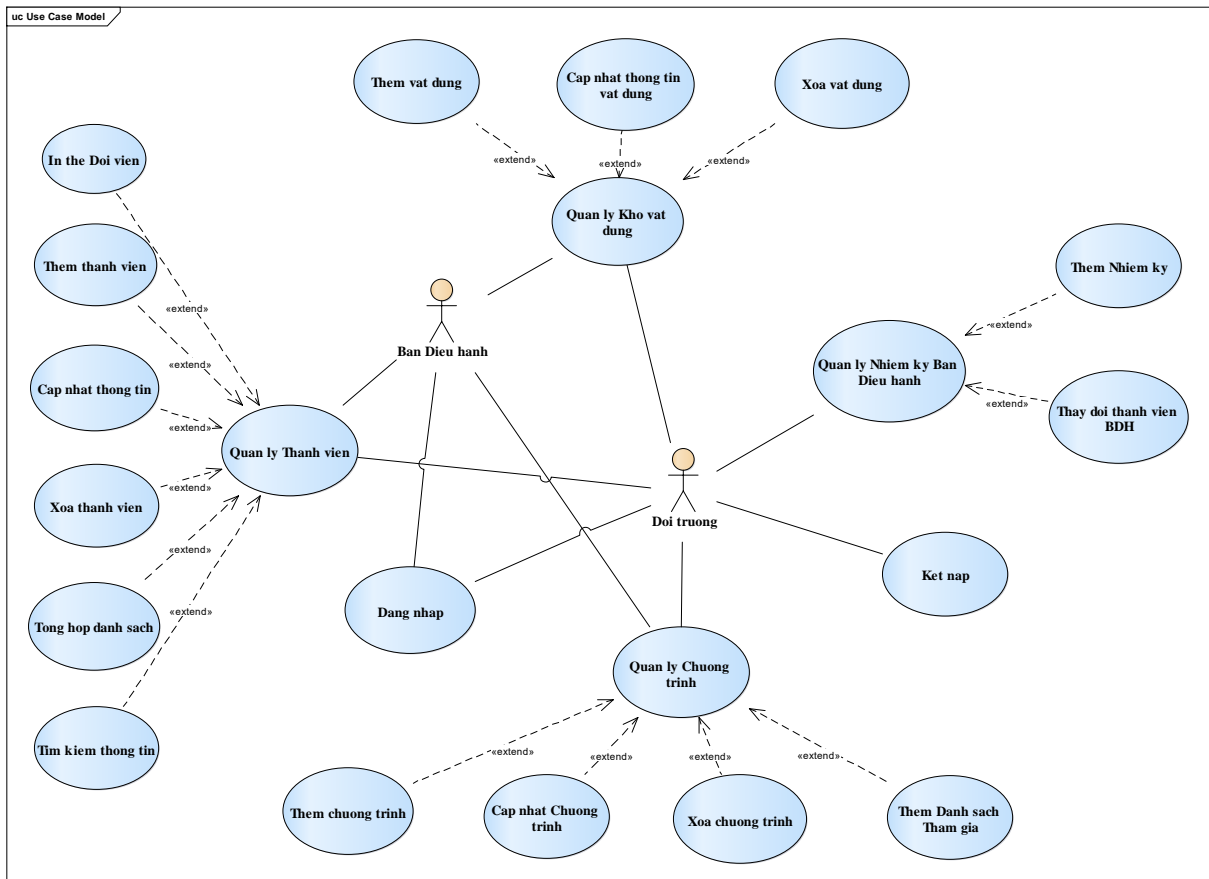 uc Use Case Model
Them vat dung
Cap nhat thong tin
vat dung
Xoa vat dung
«extend»
«extend»
«extend»
Quan ly Kho vat
dung
In the Doi vien
Them thanh vien
Cap nhat thong tin
Xoa thanh vien
Tong hop danh sach
Tim kiem thong tin
«extend»
«extend»
«extend»
«extend»
«extend»
«extend»
Quan ly Thanh vien
Ban Dieu hanh
Them Nhiem ky
«extend»
Quan ly Nhiem ky Ban
Dieu hanh
«extend»
Thay doi thanh vien
BDH
Doi truong
Ket nap
Dang nhap
Quan ly Chuong
trinh
«extend»
«extend»
«extend»
«extend»
Them chuong trinh
Cap nhat Chuong
trinh
Xoa chuong trinh
Them Danh sach
Tham gia